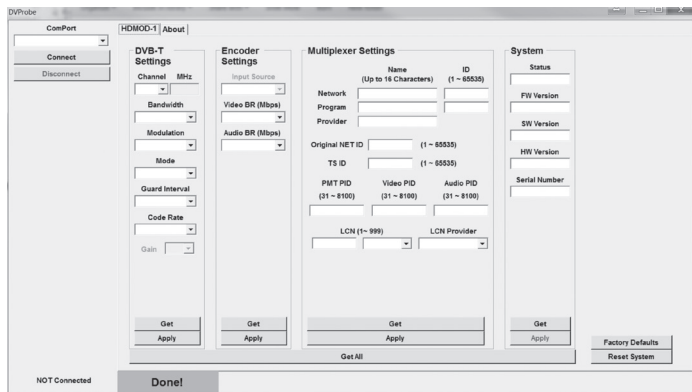 DVProbe
ComPort
Connect
Disconnect
NOT Connected
HDMOD-1 About
DVB-T
Settings
Channel MHz
Bandwidth
Modulation
Mode
Guard Interval
Code Rate
Gain
Get
Apply
Encoder
Settings
Input Source
Video BR (Mbps)
Audio BR (Mbps)
Get
Apply
Multiplexer Settings
Name ID
(Up to 16 Characters) (1 ~ 65535)
Network
Program
Provider
Original NET ID (1 ~ 65535)
TS ID (1 ~ 65535)
PMT PID Video PID Audio PID
(31 ~ 8100) (31 ~ 8100) (31 ~ 8100)
LCN (1~ 999) LCN Provider
Get
Apply
System
Status
FW Version
SW Version
HW Version
Serial Number
Get
Apply
Get All
Factory Defaults
Reset System
Done!